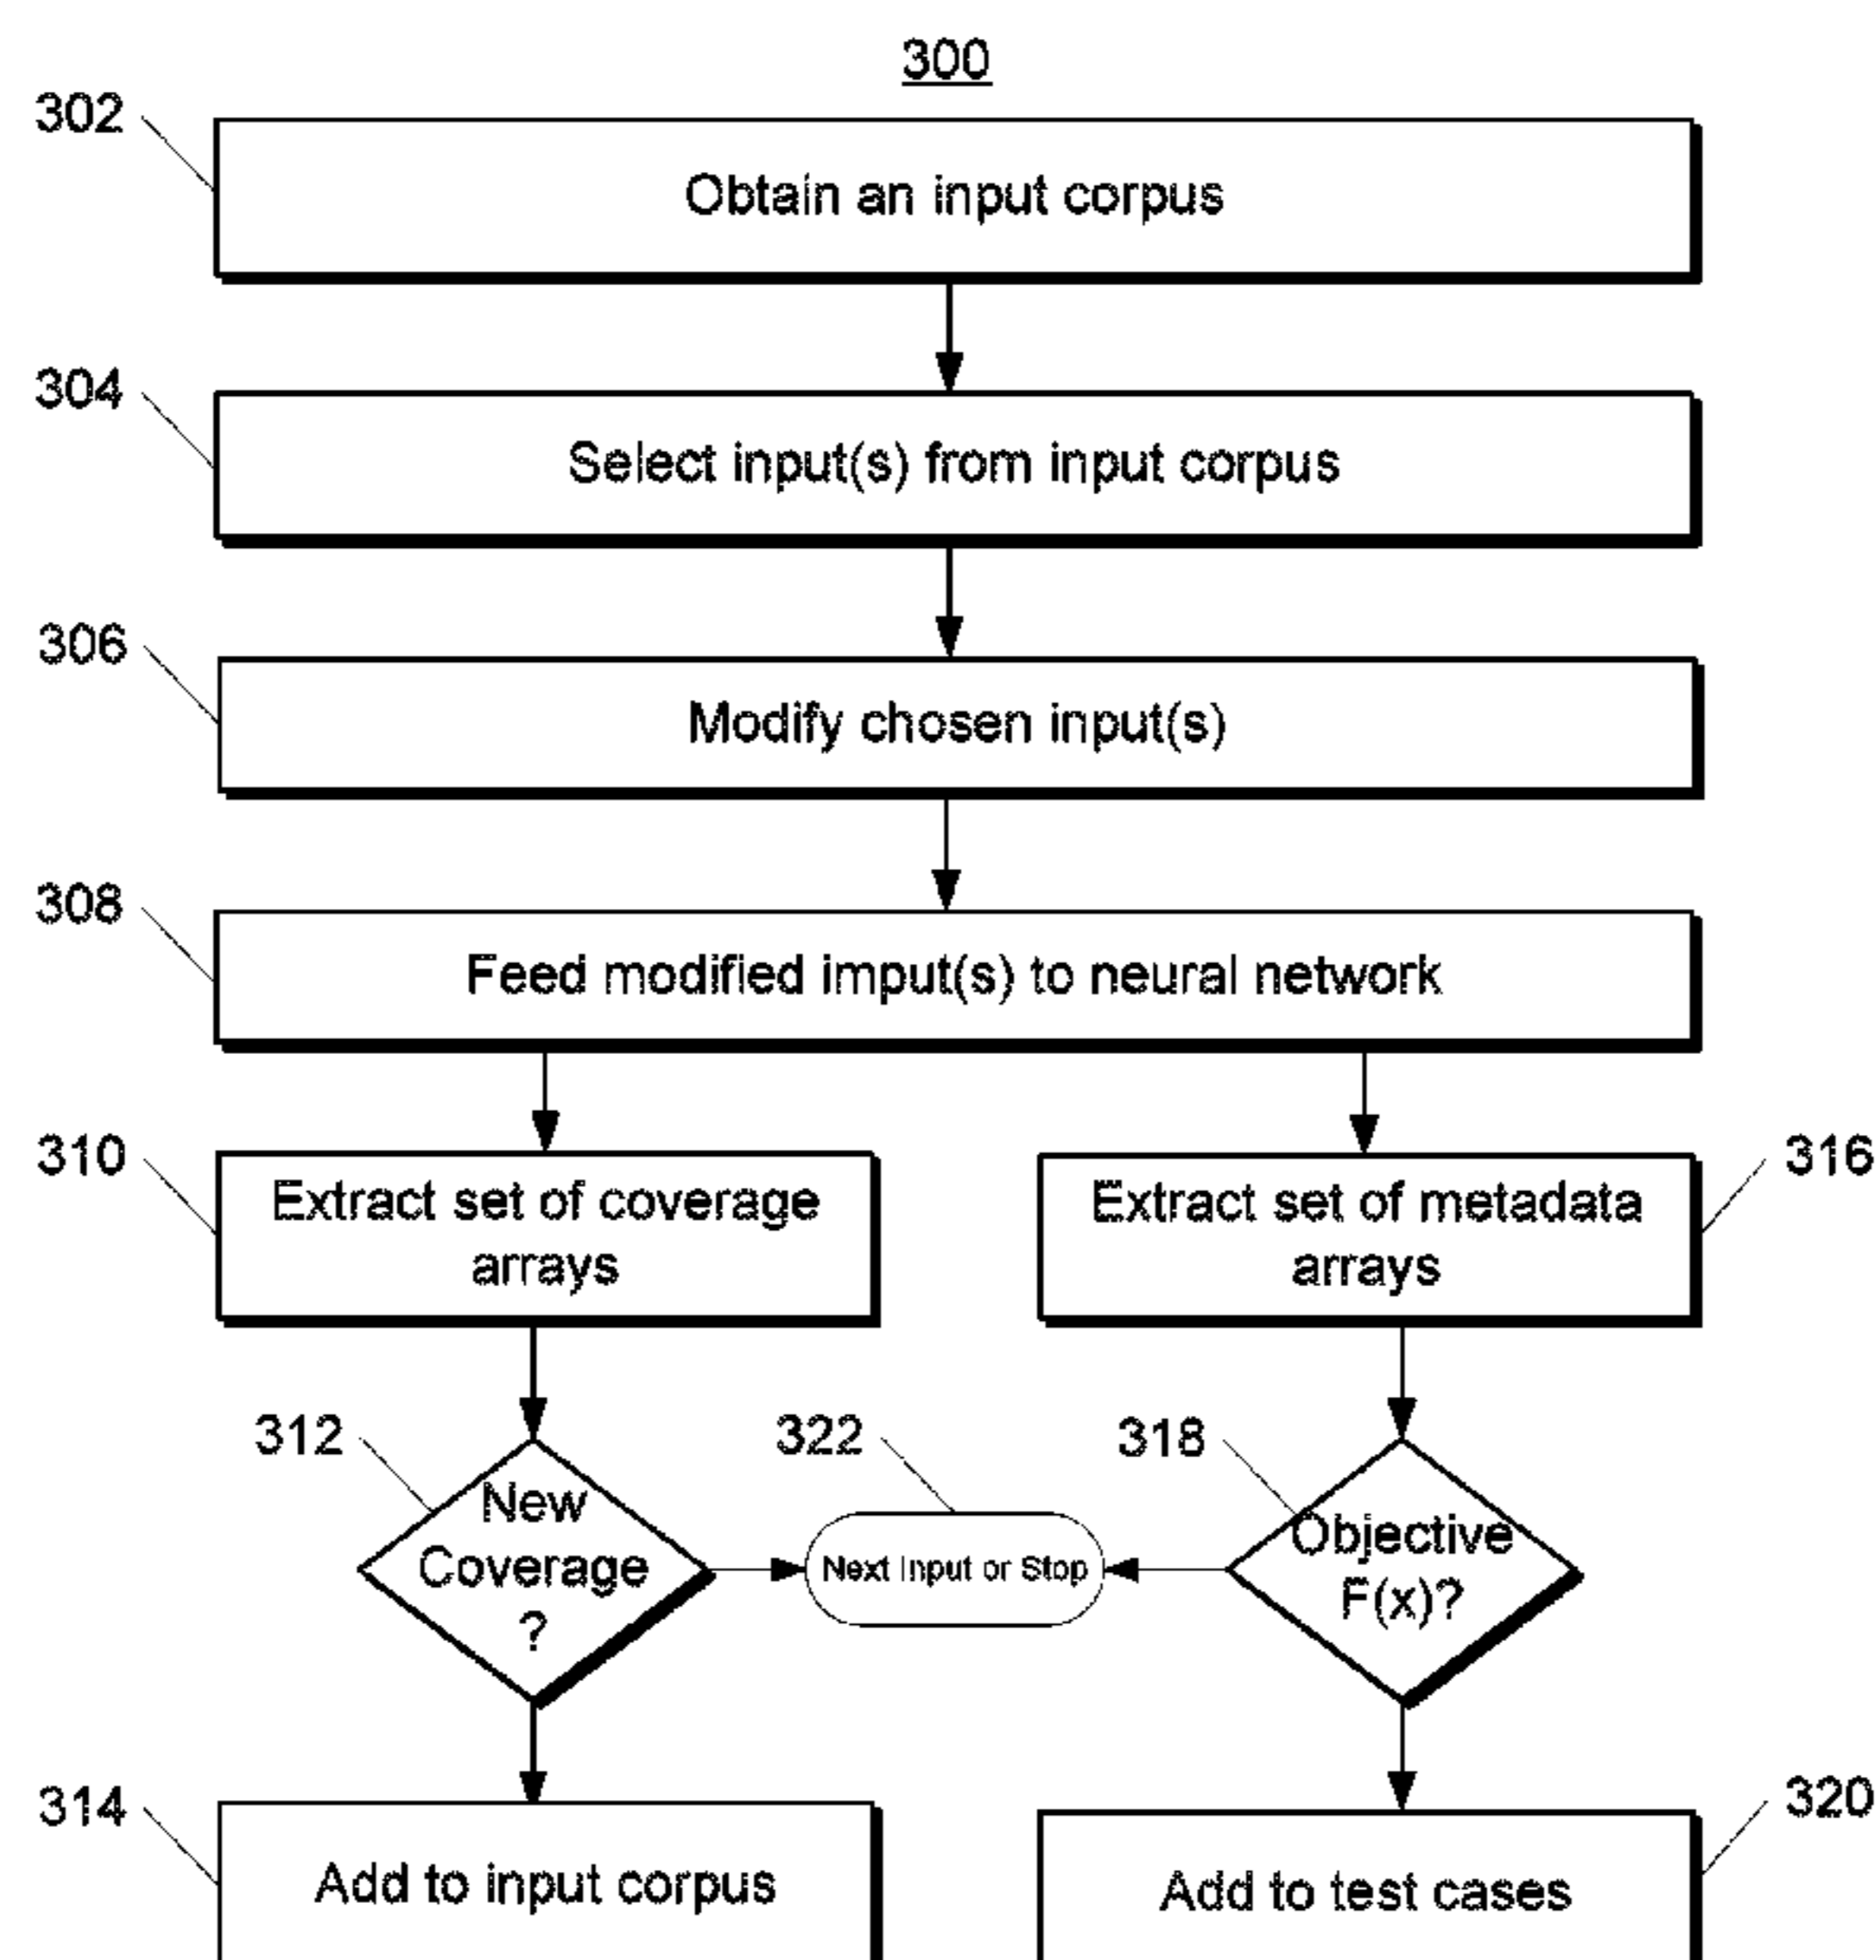 300
302
Obtain an input corpus
304
Select input(s) from input corpus
306
Modify chosen input(s)
308
Feed modified imput(s) to neural network
310
Extract set of coverage
arrays
316
Extract set of metadata
arrays
312
New
Coverage
?
322
Next Input or Stop
318
Objective
F(x)?
314
Add to input corpus
320
Add to test cases